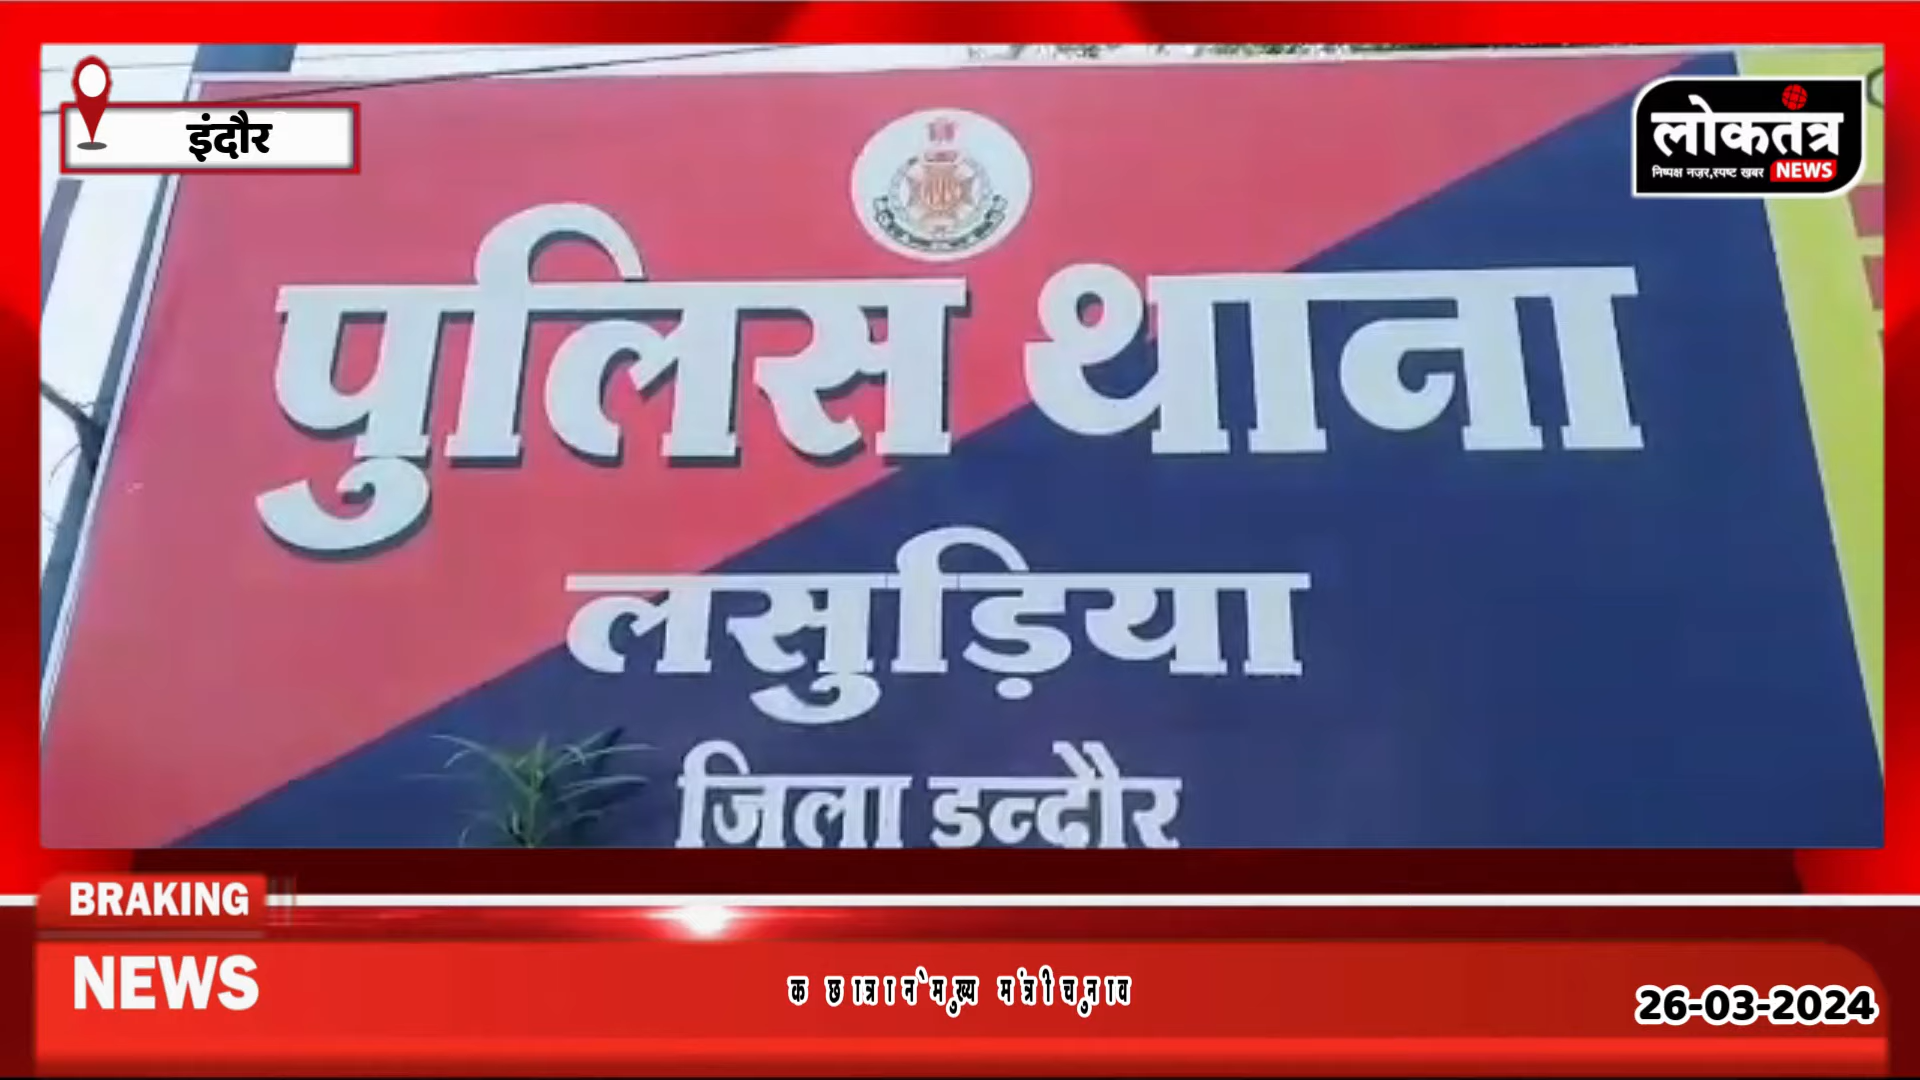 इंदौर
लोकतंत्र
निष्पक्ष नज़र,स्पष्ट खबर NEWS
पुलिस थाना
लसुड़िया
जिला इन्दौर
BRAKING
NEWS
क छात्रा ने मुख्य मंत्री चुनाव
26-03-2024